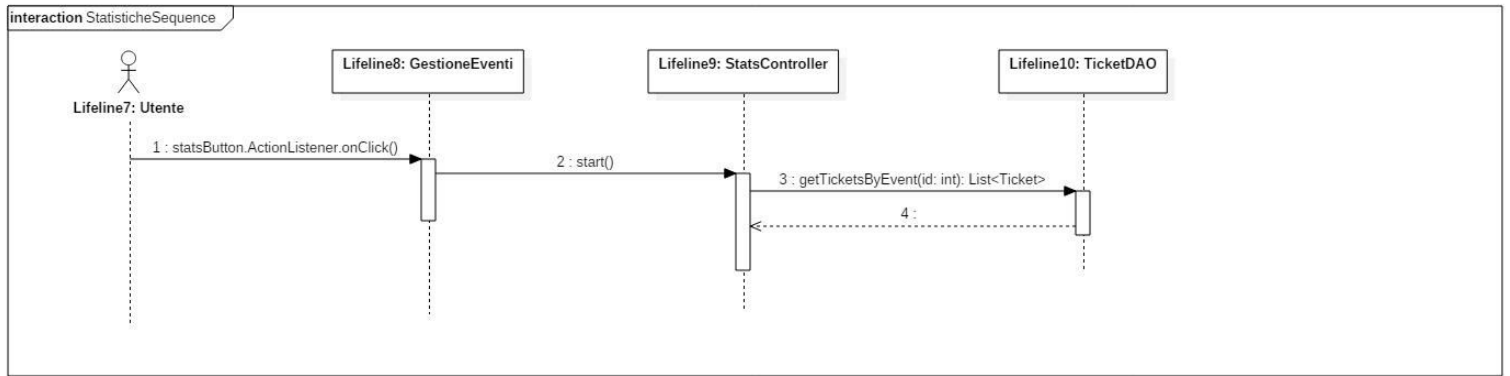 interaction StatisticheSequence
Lifeline7: Utente
Lifeline8: GestioneEventi
Lifeline9: StatsController
Lifeline10: TicketDAO
1 : statsButton.ActionListener.onClick()
2 : start()
3 : getTicketsByEvent(id: int): List<Ticket>
4 :